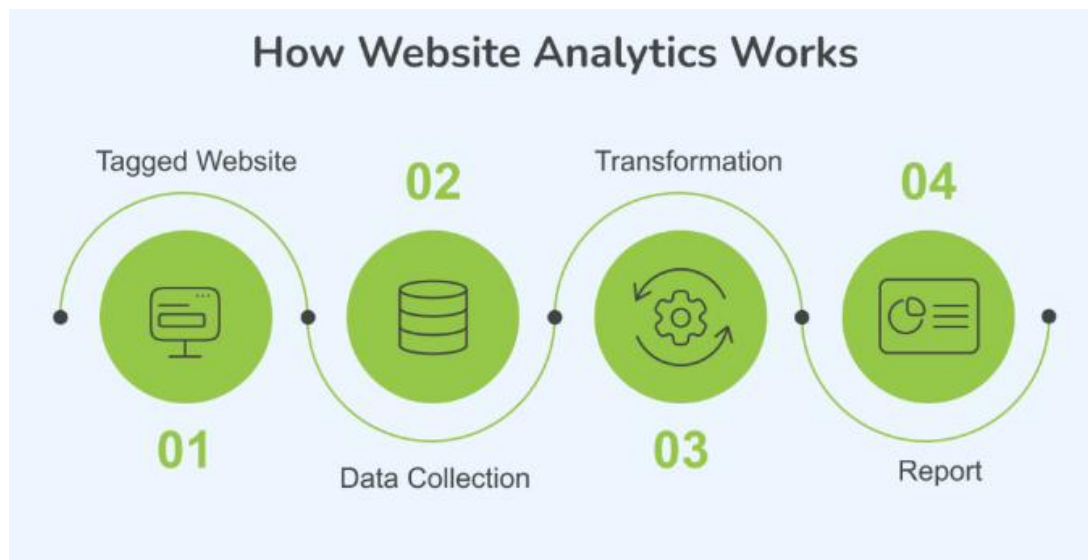 How Website Analytics Works
Tagged Website
01
02
Data Collection
Transformation
03
04
Report